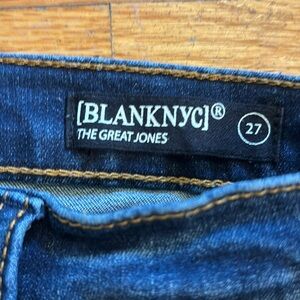 [BLANKNYC]®
THE GREAT JONES
27